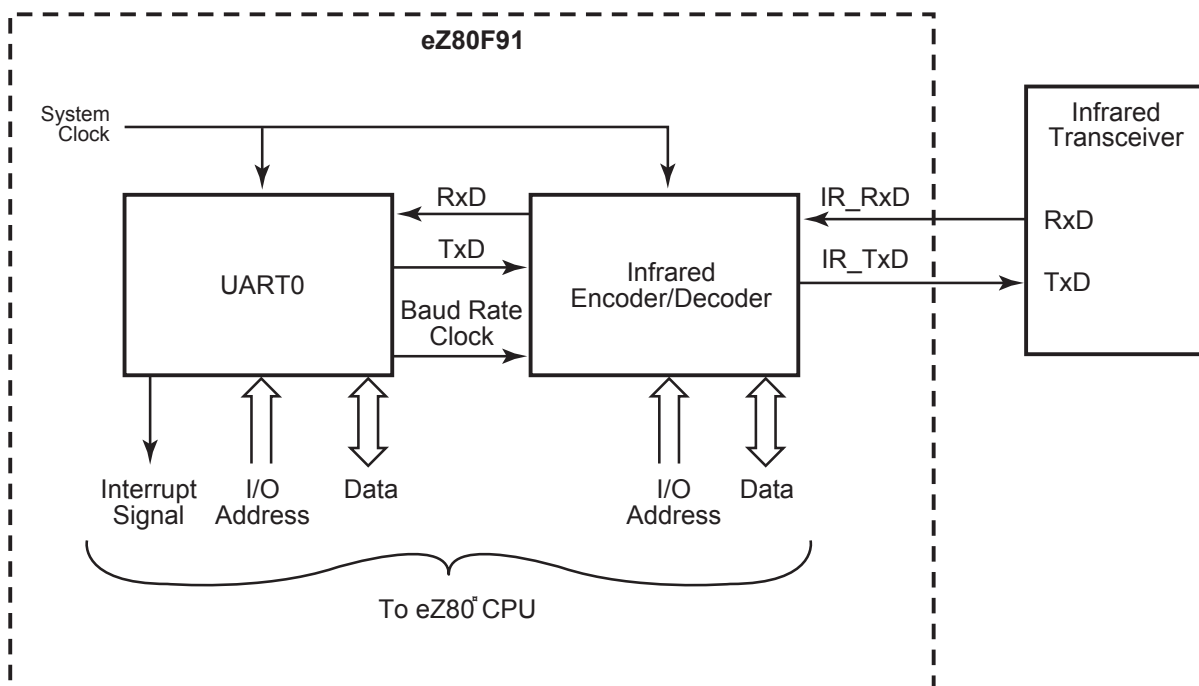 eZ80F91
System
Clock
Infrared
Transceiver
RxD
IR_RxD
RxD
TxD
IR_TxD
TxD
UART0
Infrared
Encoder/Decoder
Baud Rate
Clock
Interrupt
Signal
I/O
Address
Data
I/O
Address
Data
To eZ80 CPU